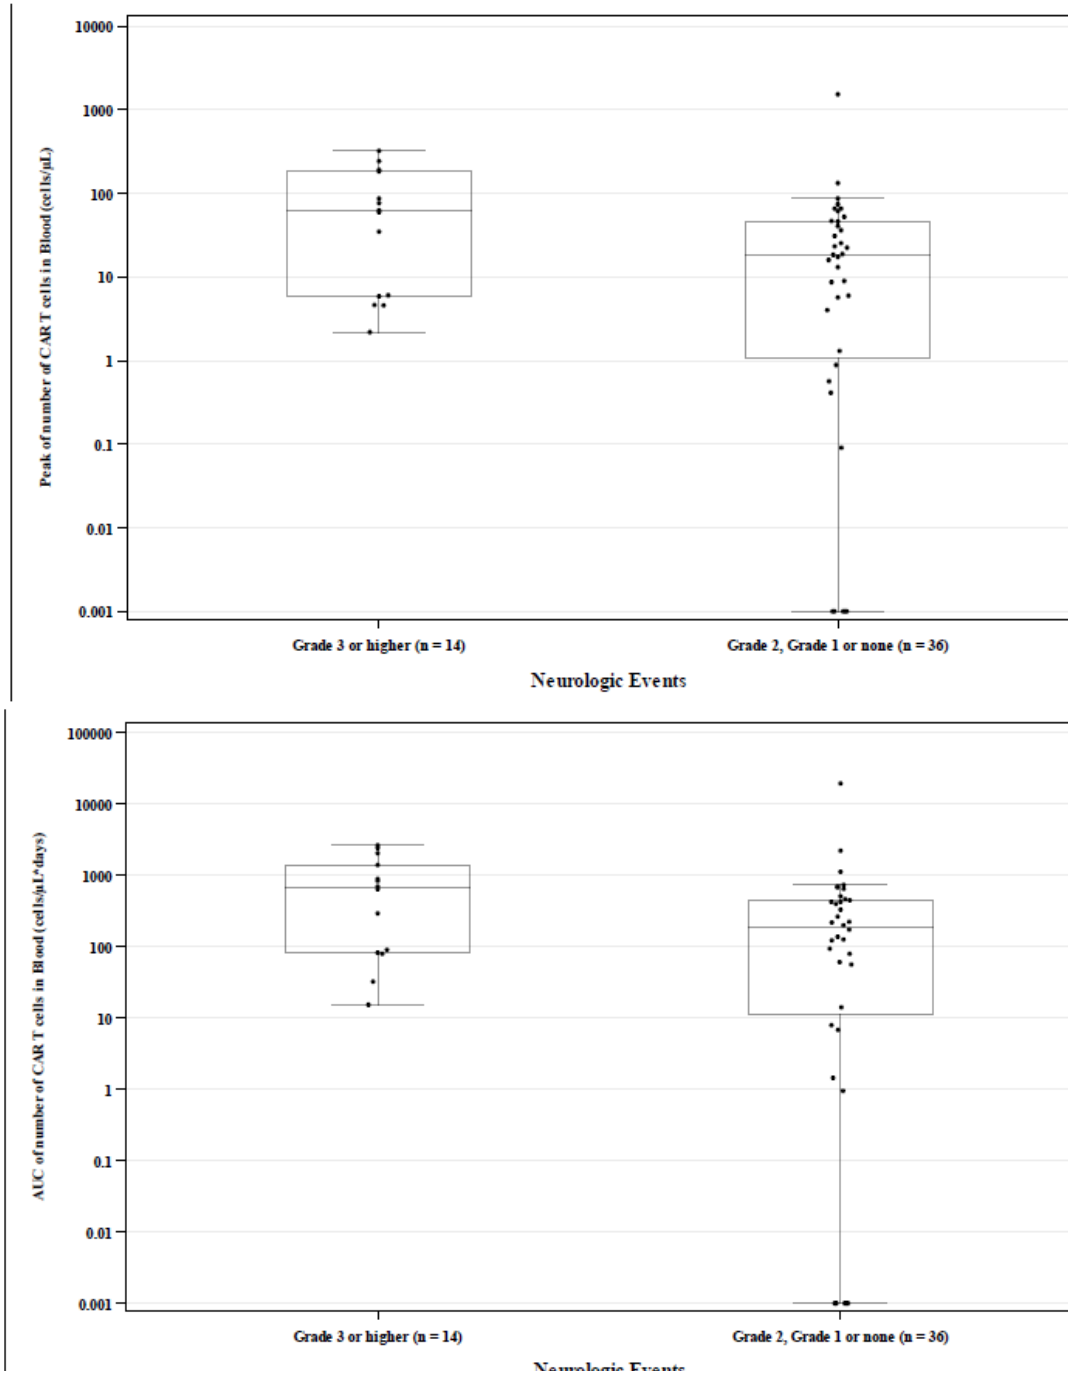 10000
1000
100
10
1
0.1
0.01
0.001
Peak of number of CAR T cells in Blood (cells/µL)
Grade 3 or higher (n = 14)
Grade 2, Grade 1 or none (n = 36)
Neurologic Events
100000
10000
1000
100
10
1
0.1
0.01
0.001
AUC of number of CAR T cells in Blood (cells/µL*days)
Grade 3 or higher (n = 14)
Grade 2, Grade 1 or none (n = 36)
Neurologic Events